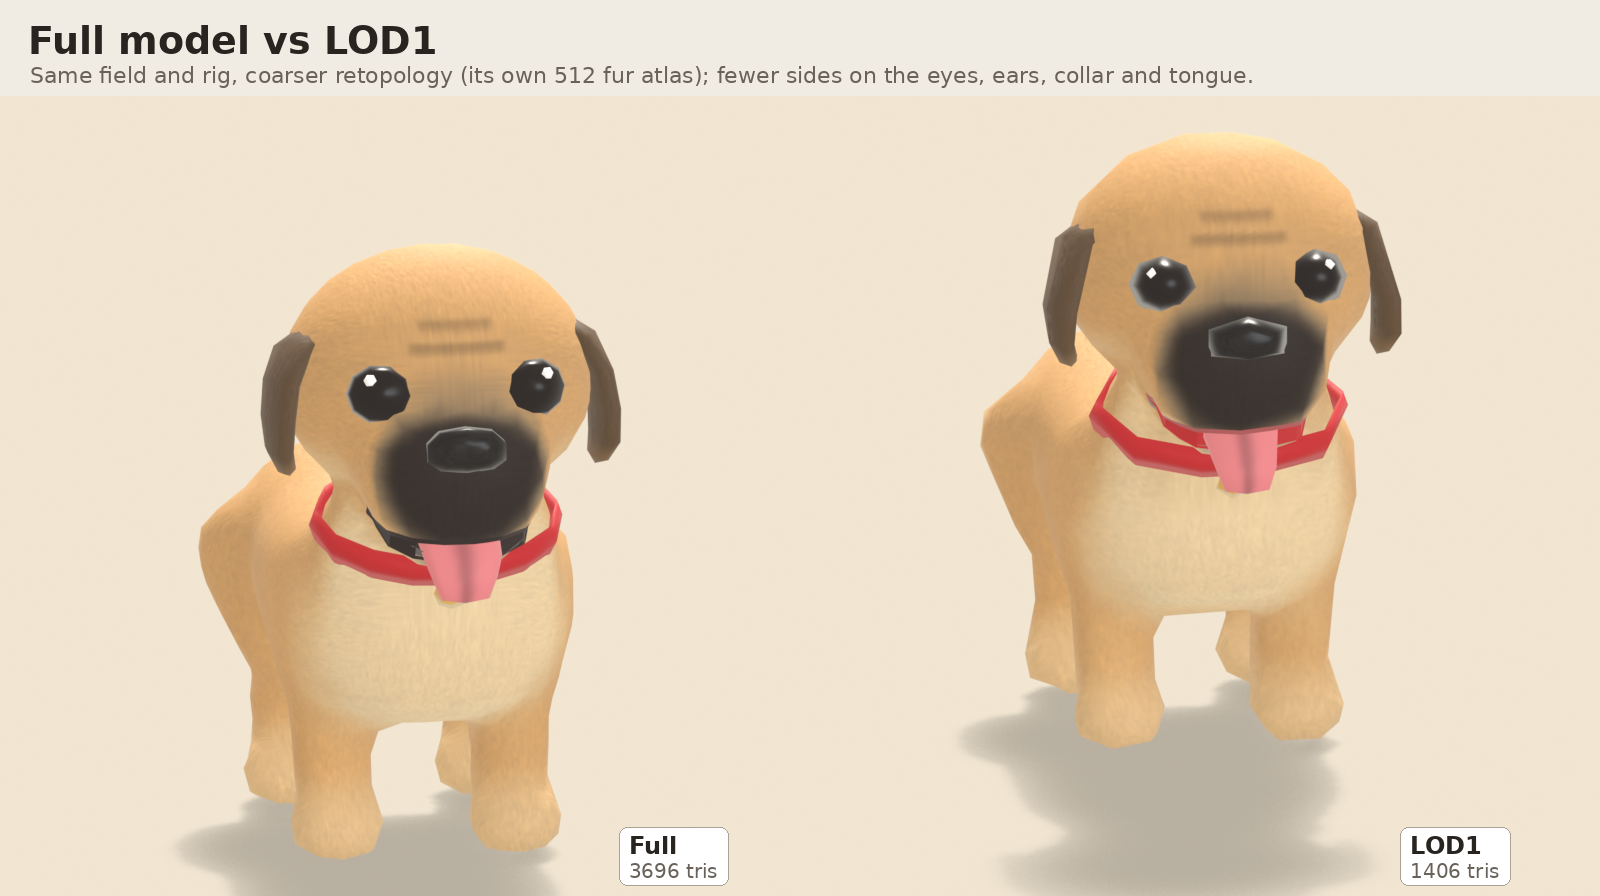 Full model vs LOD1
Same field and rig, coarser retopology (its own 512 fur atlas); fewer sides on the eyes, ears, collar and tongue.
Full
3696 tris
LOD1
1406 tris